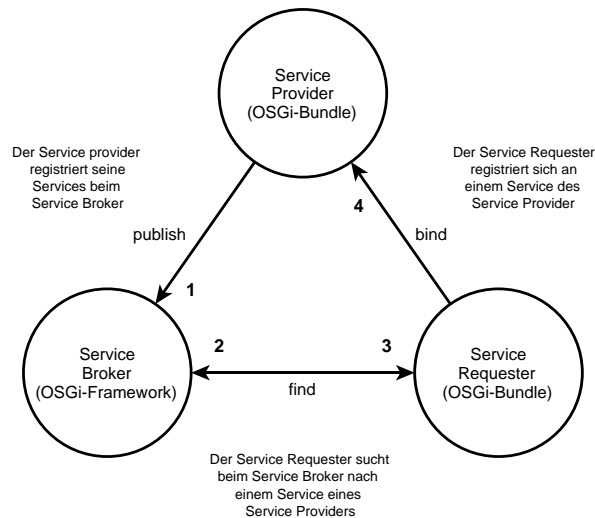 Service
Provider
(OSGi-Bundle)
Der Service provider
registriert seine
Services beim
Service Broker
Der Service Requester
registriert sich an
einem Service des
Service Provider
4
publish
bind
1
2
3
Service
Broker
(OSGi-Framework)
find
Service
Requester
(OSGi-Bundle)
Der Service Requester sucht
beim Service Broker nach
einem Service eines
Service Providers